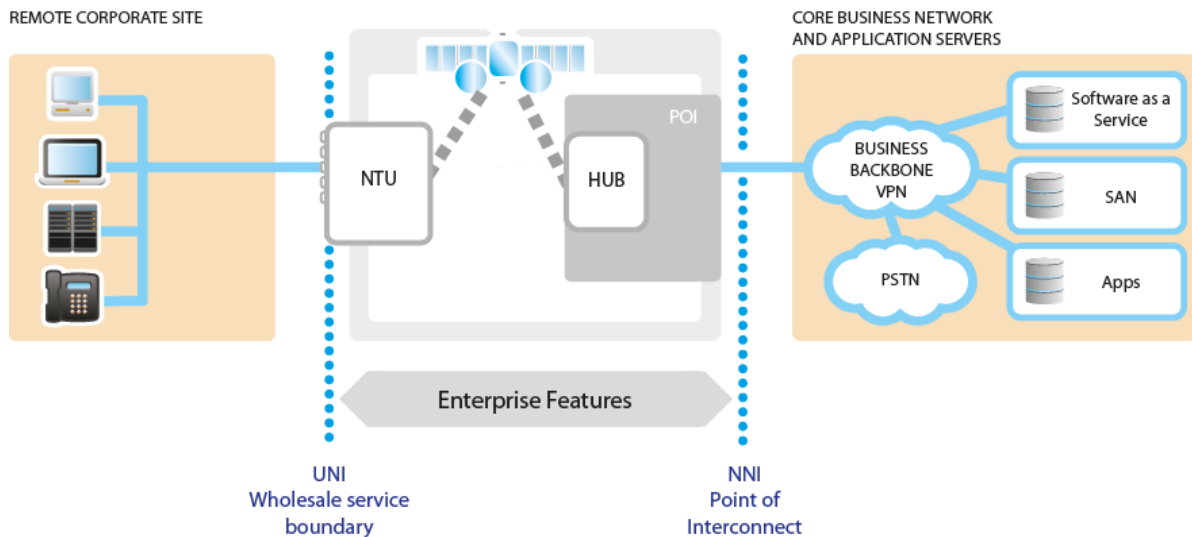 REMOTE CORPORATE SITE
CORE BUSINESS NETWORK
AND APPLICATION SERVERS
POI
NTU
HUB
BUSINESS
BACKBONE
VPN
PSTN
Software as a
Service
SAN
Apps
Enterprise Features
UNI
Wholesale service
boundary
NNI
Point of
Interconnect